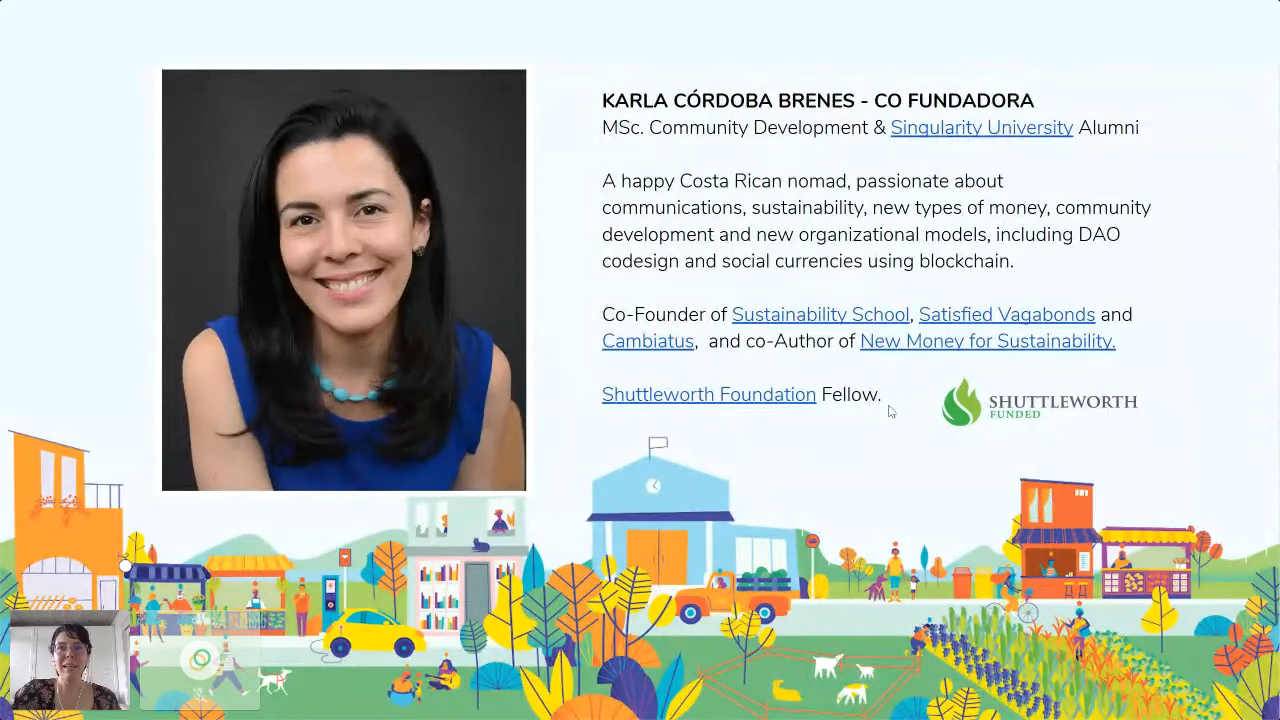 KARLA CÓRDOBA BRENES - CO FUNDADORA
MSc. Community Development & Singularity University Alumni
A happy Costa Rican nomad, passionate about
communications, sustainability, new types of money, community
development and new organizational models, including DAO
codesign and social currencies using blockchain.
Co-Founder of Sustainability School, Satisfied Vagabonds and
Cambiatus,  and co-Author of New Money for Sustainability.
Shuttleworth Foundation Fellow.
SHUTTLEWORTH
FUNDED